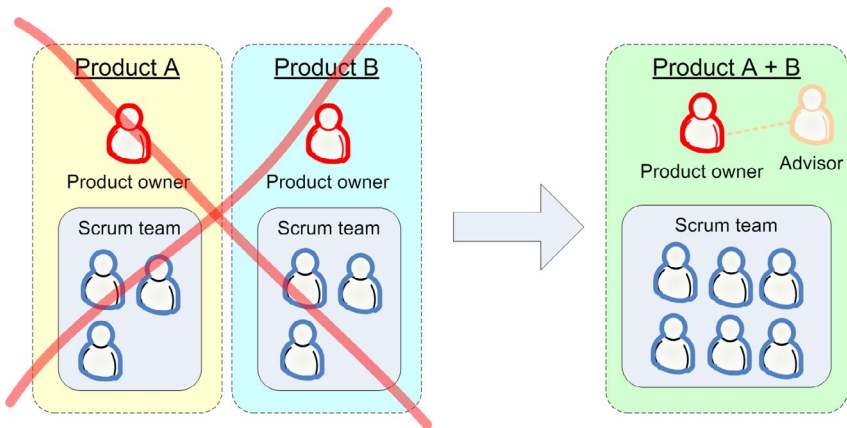 Product A
Product owner
Scrum team
Product B
Product owner
Scrum team
Product A + B
Product owner
Advisor
Scrum team